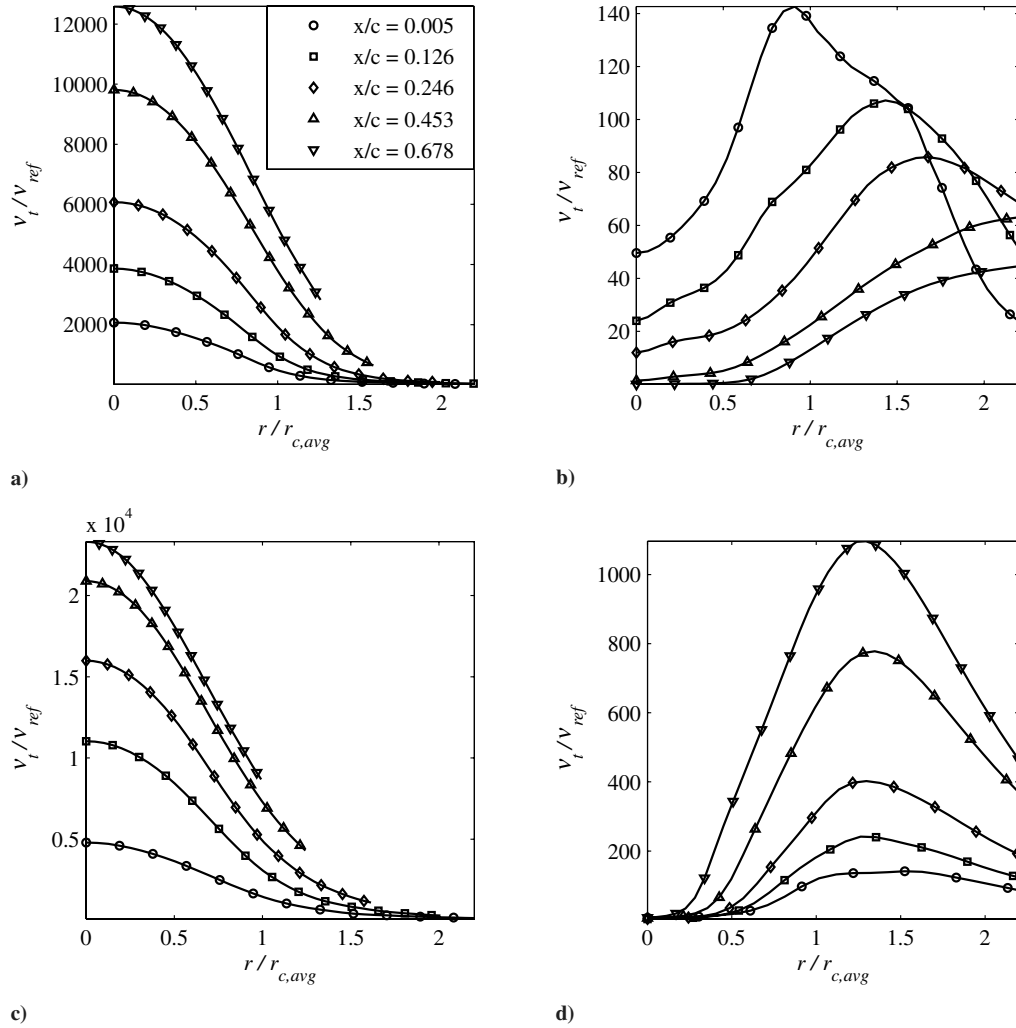 12000
10000
8000
6000
4000
2000
ν_t/ν_ref
0 0.5 1 1.5 2
r / r_c,avg
x/c = 0.005
x/c = 0.126
x/c = 0.246
x/c = 0.453
x/c = 0.678
a)
140
120
100
80
60
40
20
ν_t/ν_ref
0 0.5 1 1.5 2
r / r_c,avg
b)
x 10^4
2
1.5
1
0.5
ν_t/ν_ref
0 0.5 1 1.5 2
r / r_c,avg
c)
1000
800
600
400
200
ν_t/ν_ref
0 0.5 1 1.5 2
r / r_c,avg
d)